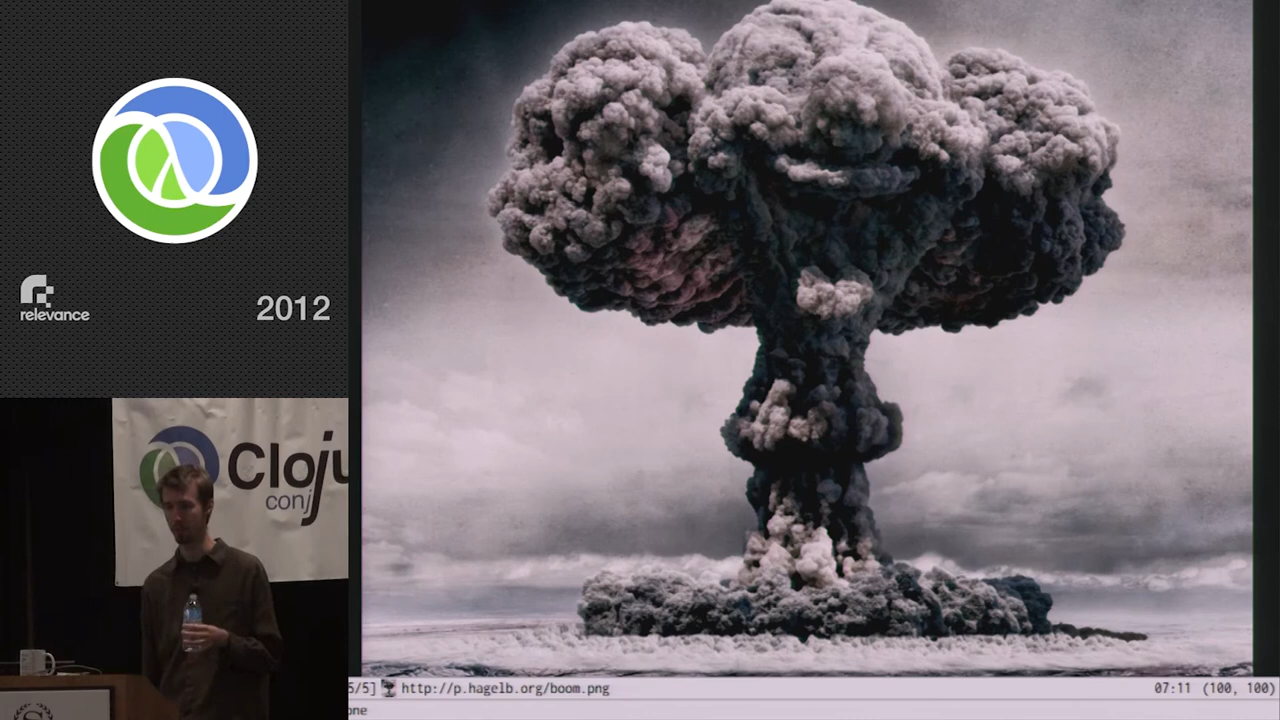 relevance
2012
Cloju
conj
5/5] http://p.hagelb.org/boom.png 07:11 (100, 100)
one
S